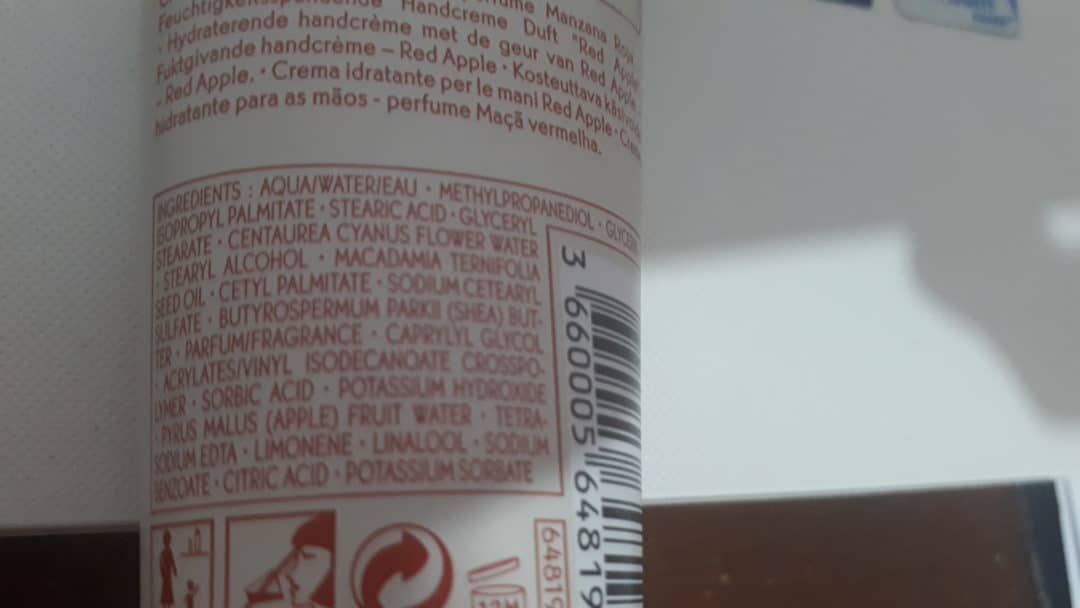 Manzana
Feuchtigkeitsspendende Handcreme Duft "Red Apple
· Hydraterende handcrème met de geur van Red Apple
Fuktgivande handcrème – Red Apple · Kosteuttava
- Red Apple. · Crema idratante per le mani Red Apple ·
hidratante para as mãos - perfume Maçã vermelha.
INGREDIENTS : AQUA/WATER/EAU · METHYLPROPANEDIOL ·
ISOPROPYL PALMITATE · STEARIC ACID · GLYCERYL
STEARATE · CENTAUREA CYANUS FLOWER WATER
· STEARYL ALCOHOL · MACADAMIA TERNIFOLIA
SEED OIL · CETYL PALMITATE · SODIUM CETEARYL
SULFATE · BUTYROSPERMUM PARKII (SHEA) BUT-
TER · PARFUM/FRAGRANCE · CAPRYLYL GLYCOL
· ACRYLATES/VINYL ISODECANOATE CROSSPO-
LYMER · SORBIC ACID · POTASSIUM HYDROXIDE
· PYRUS MALUS (APPLE) FRUIT WATER · TETRA-
SODIUM EDTA · LIMONENE · LINALOOL · SODIUM
BENZOATE · CITRIC ACID · POTASSIUM SORBATE
3 660005 64819
64819
12M